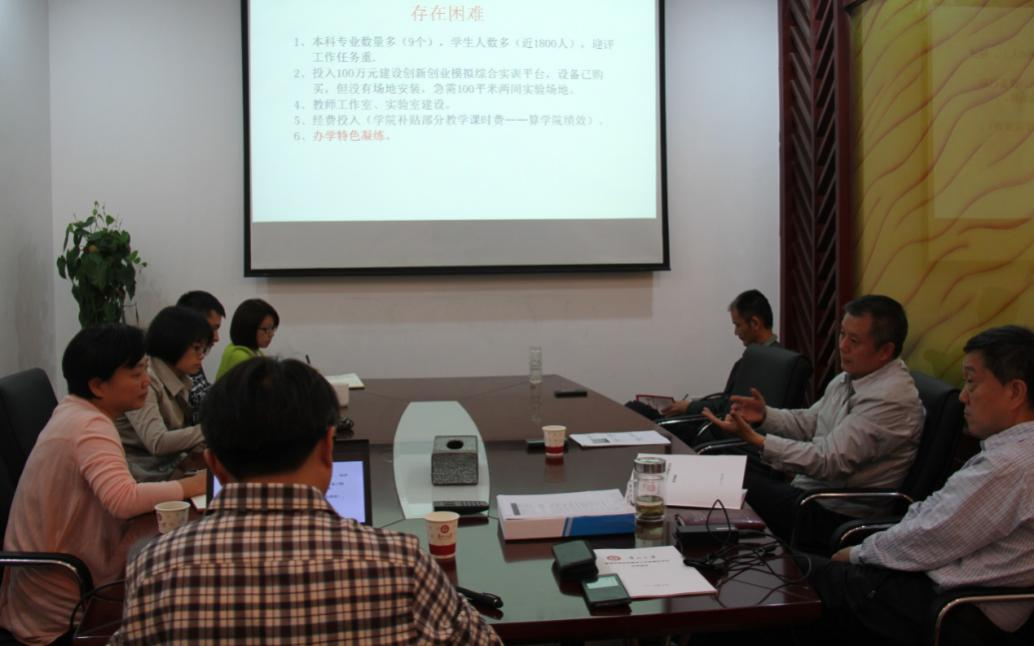 存在困难
1、本科专业数量多（9个），学生人数多（近1800人），迎评
工作任务重.
2、投入100万元建设创新创业模拟综合实训平台，设备已购
买，但没有场地安装，急需100平米两间实验场地。
4、教师工作室、实验室建设。
5、经费投入（学院补贴部分教学课时费——算学院绩效）.
6、办学特色凝练。